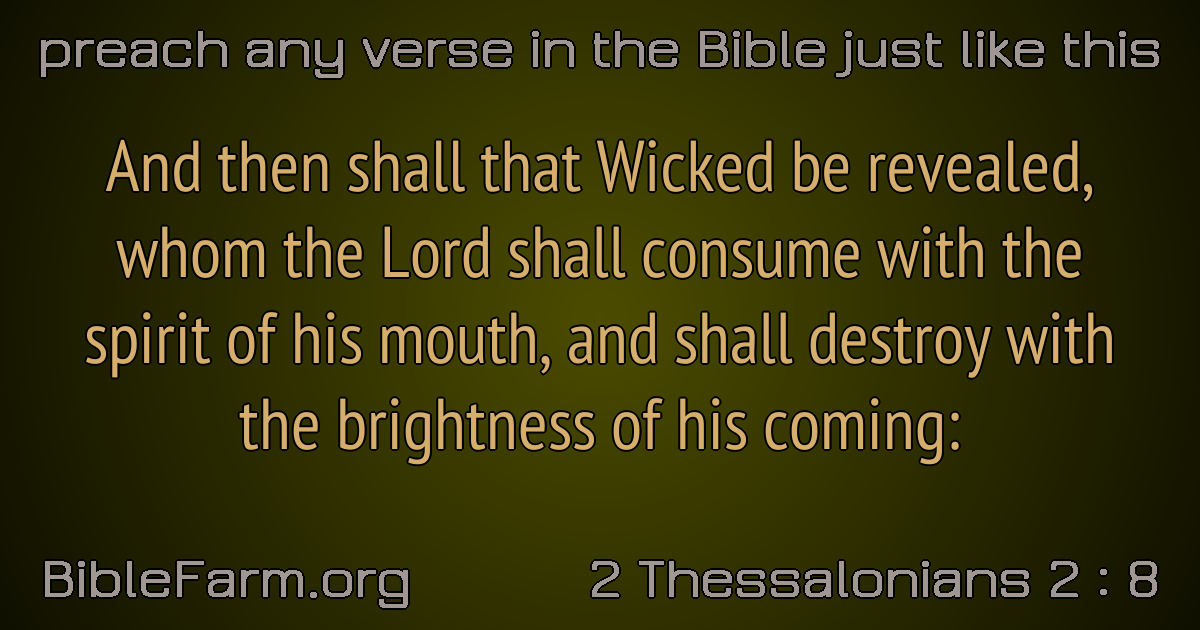 preach any verse in the Bible just like this
And then shall that Wicked be revealed,
whom the Lord shall consume with the
spirit of his mouth, and shall destroy with
the brightness of his coming:
BibleFarm.org
2 Thessalonians 2 : 8